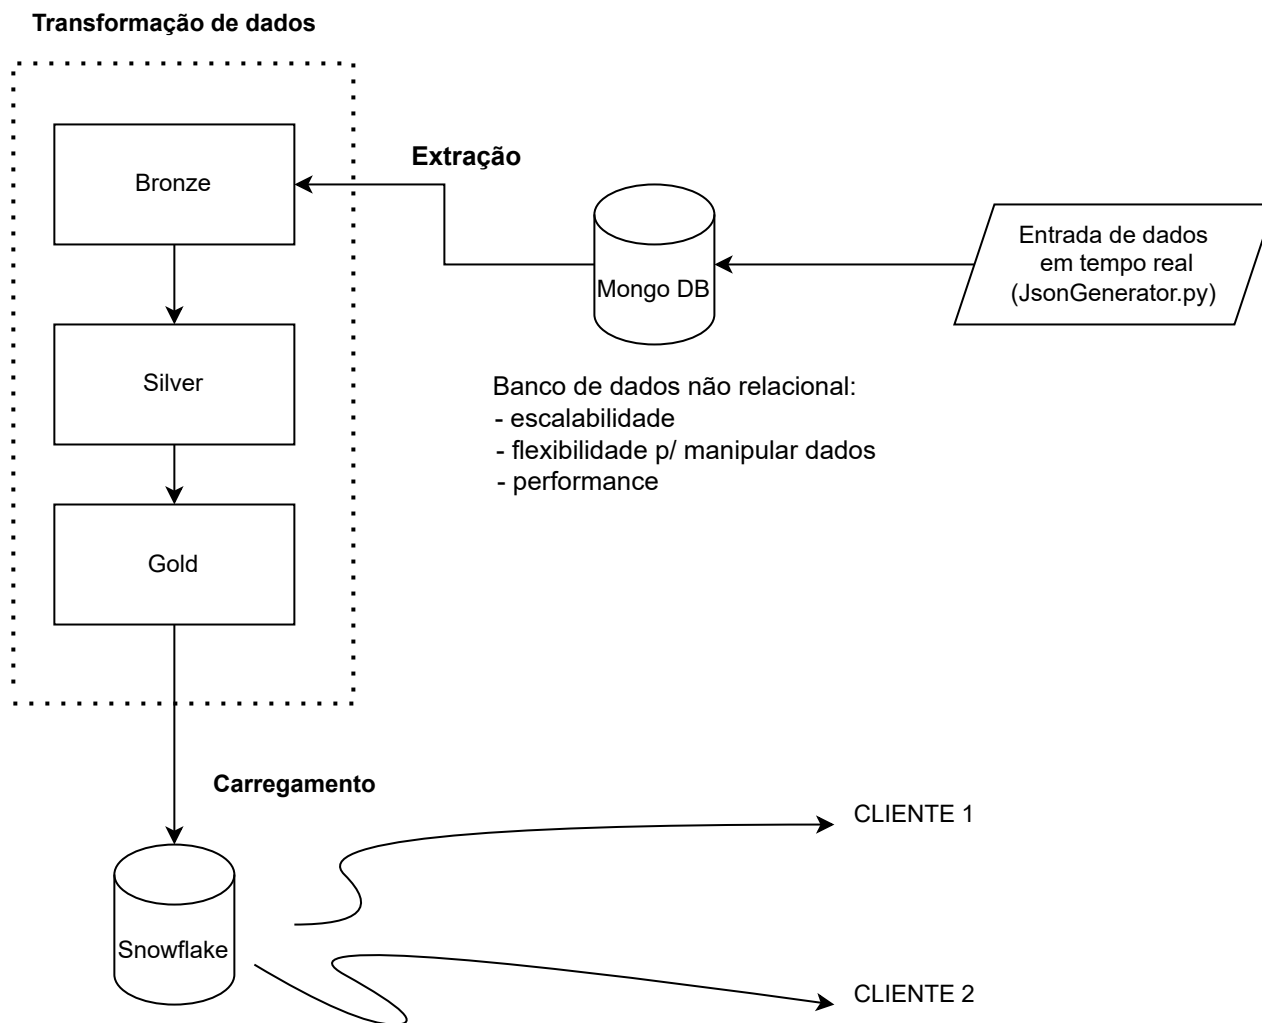 Transformação de dados
Bronze
Extração
Entrada de dados
em tempo real
(JsonGenerator.py)
Mongo DB
Silver
Banco de dados não relacional:
- escalabilidade
- flexibilidade p/ manipular dados
- performance
Gold
Carregamento
CLIENTE 1
Snowflake
CLIENTE 2